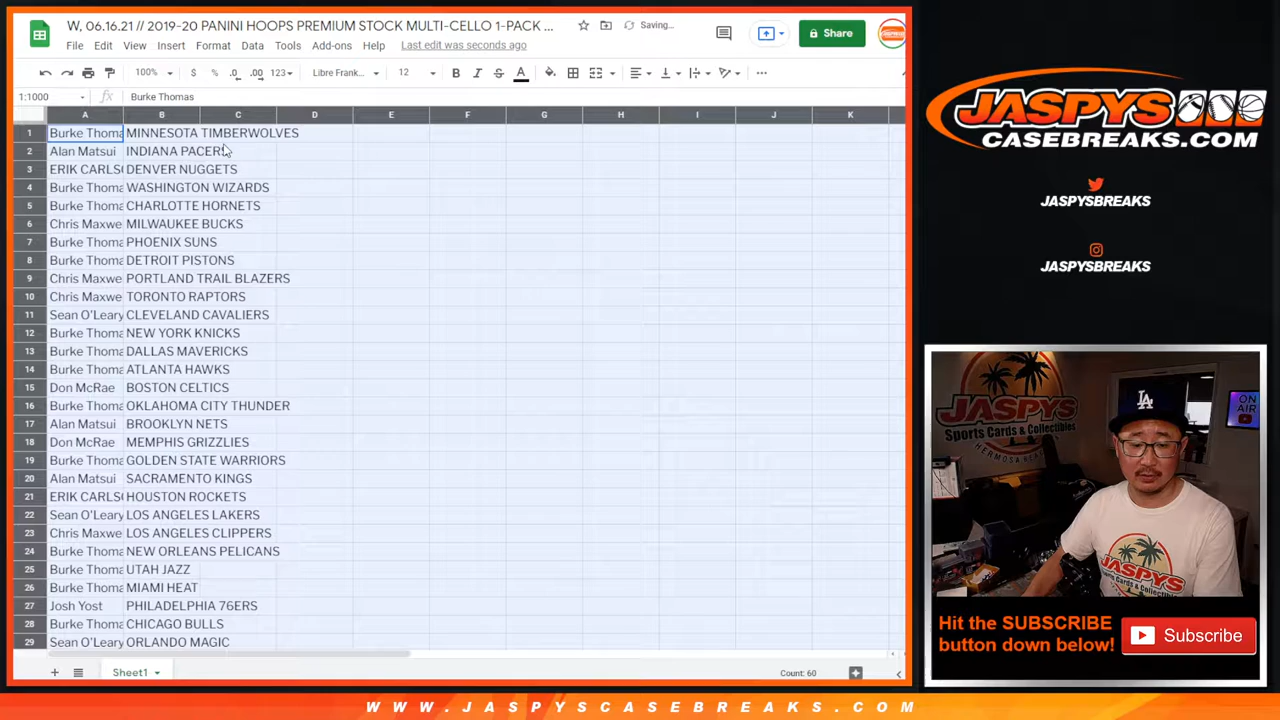 W, 06.16.21 // 2019-20 PANINI HOOPS PREMIUM STOCK MULTI-CELLO 1-PACK ...
Saving...
File Edit View Insert Format Data Tools Add-ons Help Last edit was seconds ago
Share
100% $ % .0 .00 123 Libre Frank... 12 B I S A
1:1000 fx Burke Thomas
A B C D E F G H I J K
1 Burke Thoma MINNESOTA TIMBERWOLVES
2 Alan Matsui INDIANA PACERS
3 ERIK CARLSO DENVER NUGGETS
4 Burke Thoma WASHINGTON WIZARDS
5 Burke Thoma CHARLOTTE HORNETS
6 Chris Maxwe MILWAUKEE BUCKS
7 Burke Thoma PHOENIX SUNS
8 Burke Thoma DETROIT PISTONS
9 Chris Maxwe PORTLAND TRAIL BLAZERS
10 Chris Maxwe TORONTO RAPTORS
11 Sean O'Leary CLEVELAND CAVALIERS
12 Burke Thoma NEW YORK KNICKS
13 Burke Thoma DALLAS MAVERICKS
14 Burke Thoma ATLANTA HAWKS
15 Don McRae BOSTON CELTICS
16 Burke Thoma OKLAHOMA CITY THUNDER
17 Alan Matsui BROOKLYN NETS
18 Don McRae MEMPHIS GRIZZLIES
19 Burke Thoma GOLDEN STATE WARRIORS
20 Alan Matsui SACRAMENTO KINGS
21 ERIK CARLSO HOUSTON ROCKETS
22 Sean O'Leary LOS ANGELES LAKERS
23 Chris Maxwe LOS ANGELES CLIPPERS
24 Burke Thoma NEW ORLEANS PELICANS
25 Burke Thoma UTAH JAZZ
26 Burke Thoma MIAMI HEAT
27 Josh Yost PHILADELPHIA 76ERS
28 Burke Thoma CHICAGO BULLS
29 Sean O'Leary ORLANDO MAGIC
Sheet1
Count: 60
JASPYS
CASEBREAKS.COM
JASPYSBREAKS
JASPYSBREAKS
JASPYS
Sports Cards & Collectibles
HERMOSA BEACH
ON AIR
LA
JASPYS
Hit the SUBSCRIBE
button down below!
Subscribe
WWW.JASPYSCASEBREAKS.COM